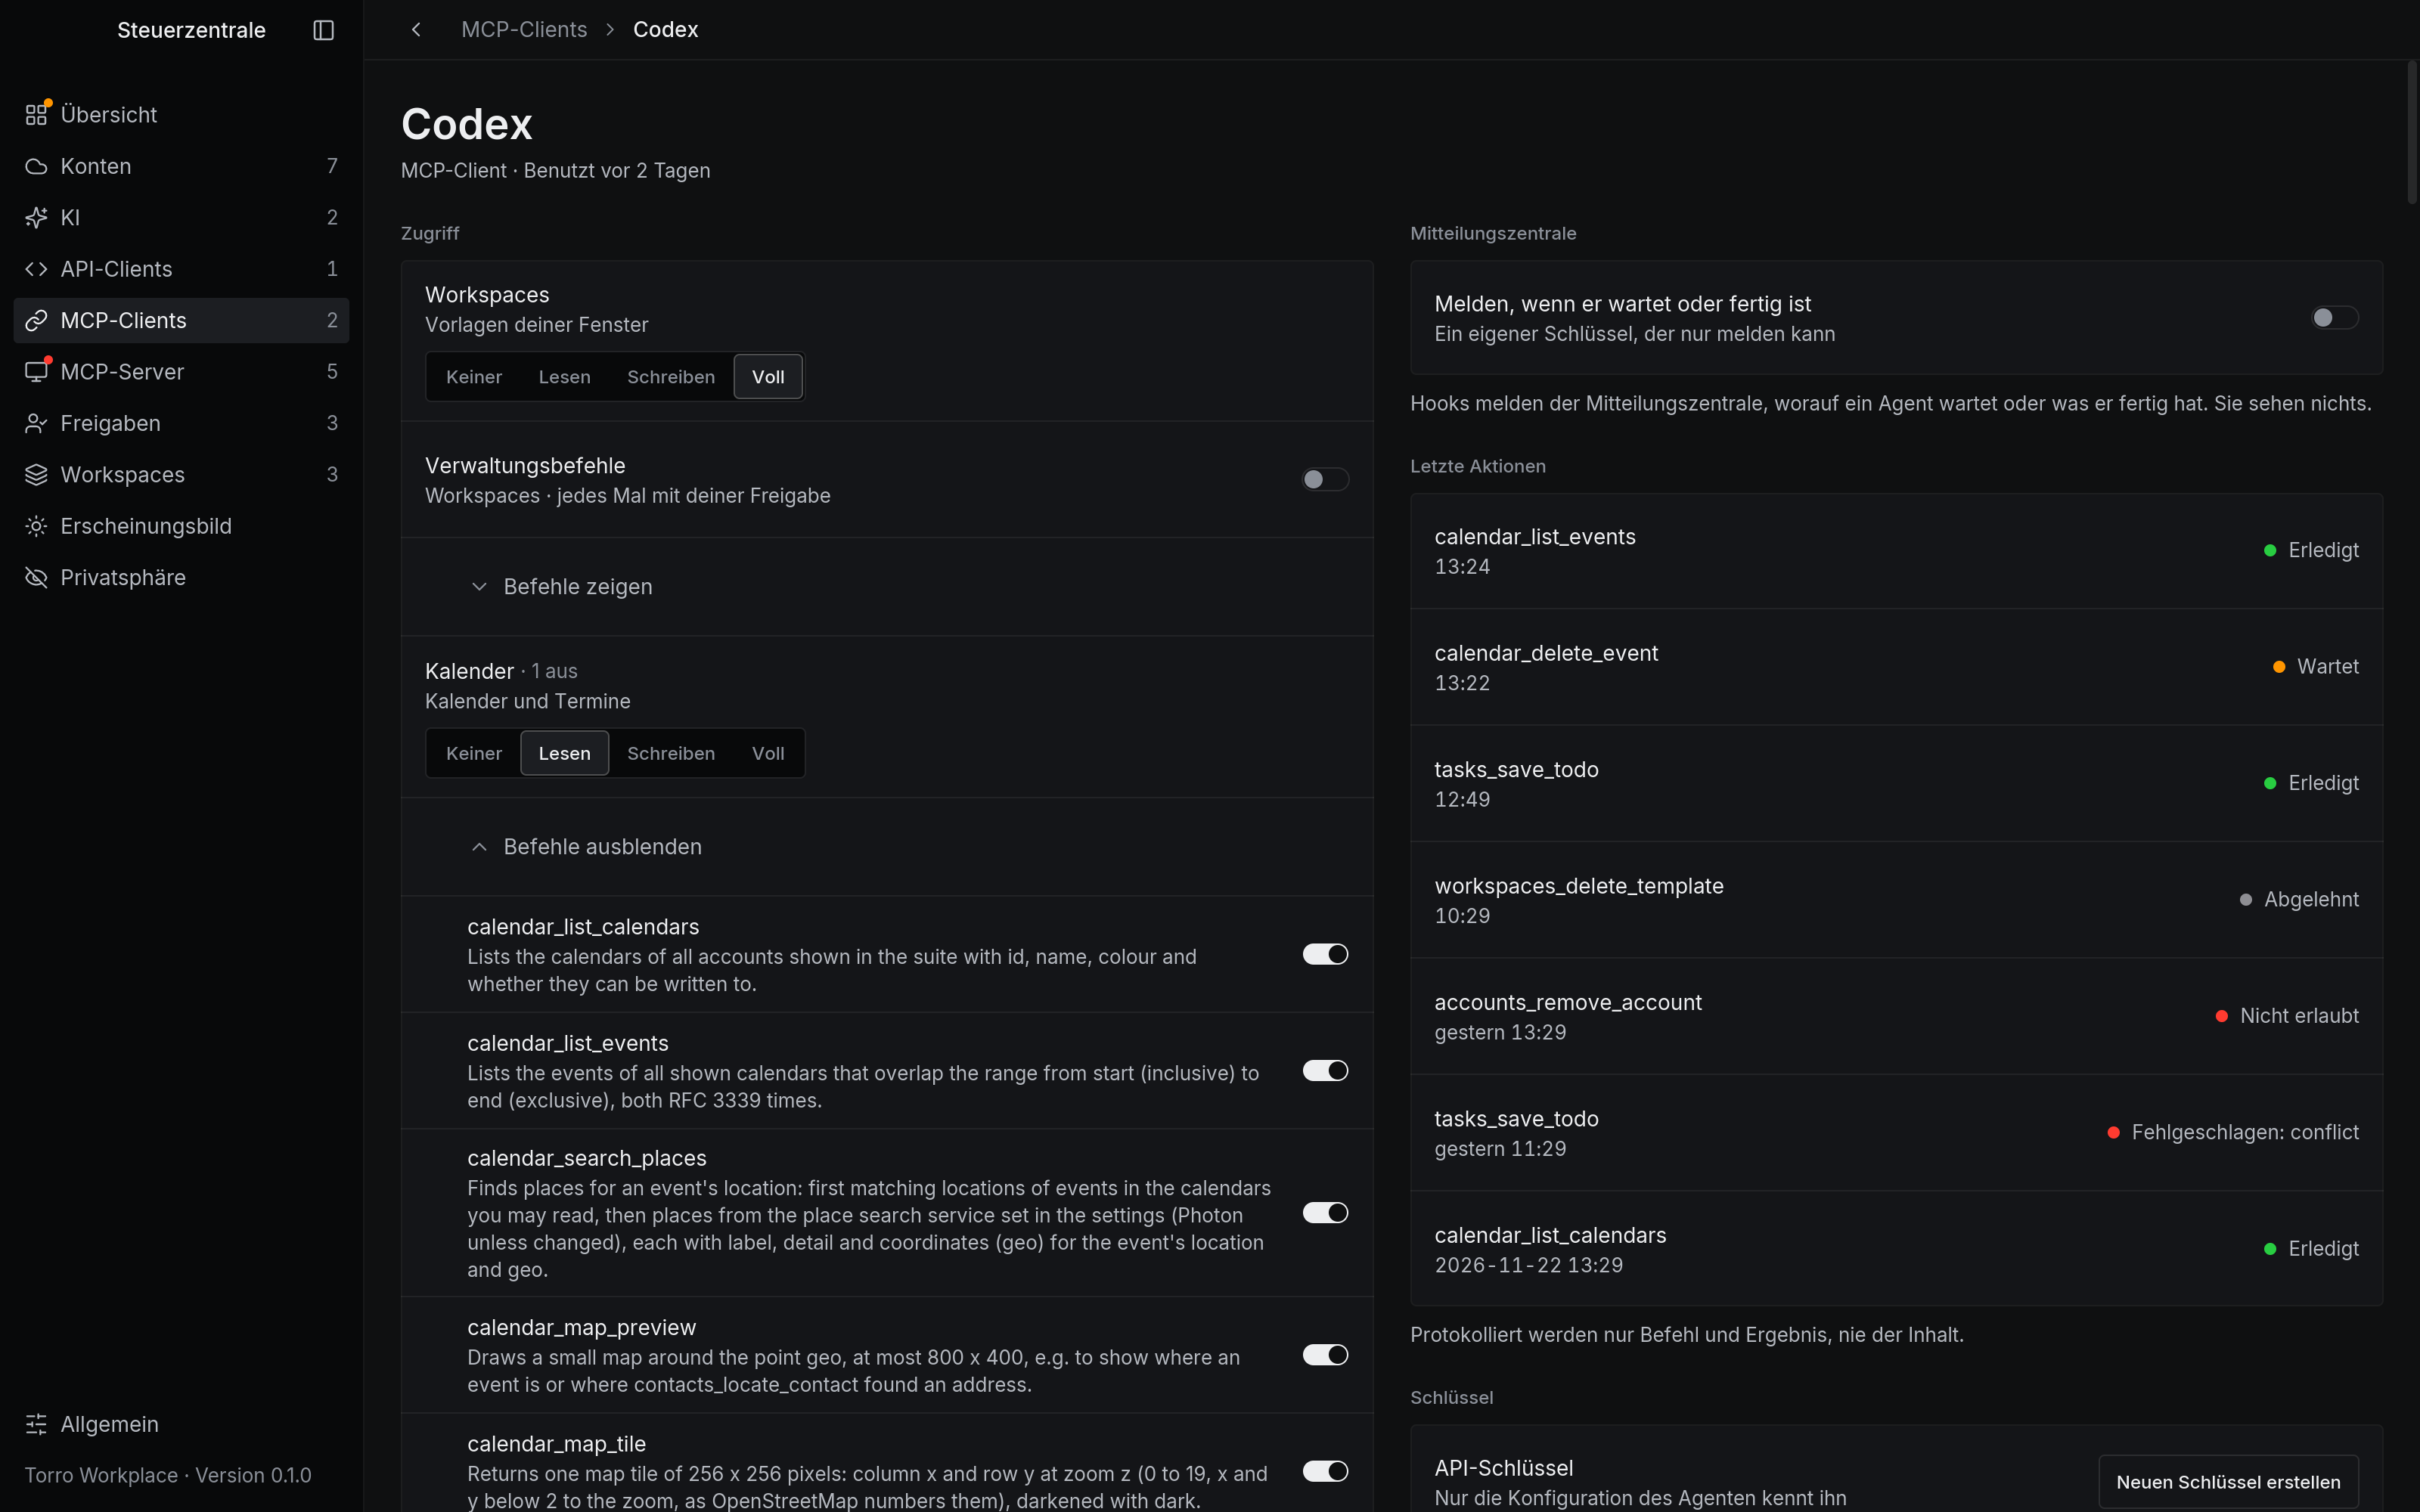 Steuerzentrale
Übersicht
Konten 7
KI 2
API-Clients 1
MCP-Clients 2
MCP-Server 5
Freigaben 3
Workspaces 3
Erscheinungsbild
Privatsphäre
Allgemein
Torro Workplace · Version 0.1.0
MCP-Clients > Codex
Codex
MCP-Client · Benutzt vor 2 Tagen
Zugriff
Workspaces
Vorlagen deiner Fenster
Keiner Lesen Schreiben Voll
Verwaltungsbefehle
Workspaces · jedes Mal mit deiner Freigabe
Befehle zeigen
Kalender · 1 aus
Kalender und Termine
Keiner Lesen Schreiben Voll
Befehle ausblenden
calendar_list_calendars
Lists the calendars of all accounts shown in the suite with id, name, colour and
whether they can be written to.
calendar_list_events
Lists the events of all shown calendars that overlap the range from start (inclusive) to
end (exclusive), both RFC 3339 times.
calendar_search_places
Finds places for an event's location: first matching locations of events in the calendars
you may read, then places from the place search service set in the settings (Photon
unless changed), each with label, detail and coordinates (geo) for the event's location
and geo.
calendar_map_preview
Draws a small map around the point geo, at most 800 x 400, e.g. to show where an
event is or where contacts_locate_contact found an address.
calendar_map_tile
Returns one map tile of 256 x 256 pixels: column x and row y at zoom z (0 to 19, x and
y below 2 to the zoom, as OpenStreetMap numbers them), darkened with dark.
Mitteilungszentrale
Melden, wenn er wartet oder fertig ist
Ein eigener Schlüssel, der nur melden kann
Hooks melden der Mitteilungszentrale, worauf ein Agent wartet oder was er fertig hat. Sie sehen nichts.
Letzte Aktionen
calendar_list_events
13:24
Erledigt
calendar_delete_event
13:22
Wartet
tasks_save_todo
12:49
Erledigt
workspaces_delete_template
10:29
Abgelehnt
accounts_remove_account
gestern 13:29
Nicht erlaubt
tasks_save_todo
gestern 11:29
Fehlgeschlagen: conflict
calendar_list_calendars
2026-11-22 13:29
Erledigt
Protokolliert werden nur Befehl und Ergebnis, nie der Inhalt.
Schlüssel
API-Schlüssel
Nur die Konfiguration des Agenten kennt ihn
Neuen Schlüssel erstellen